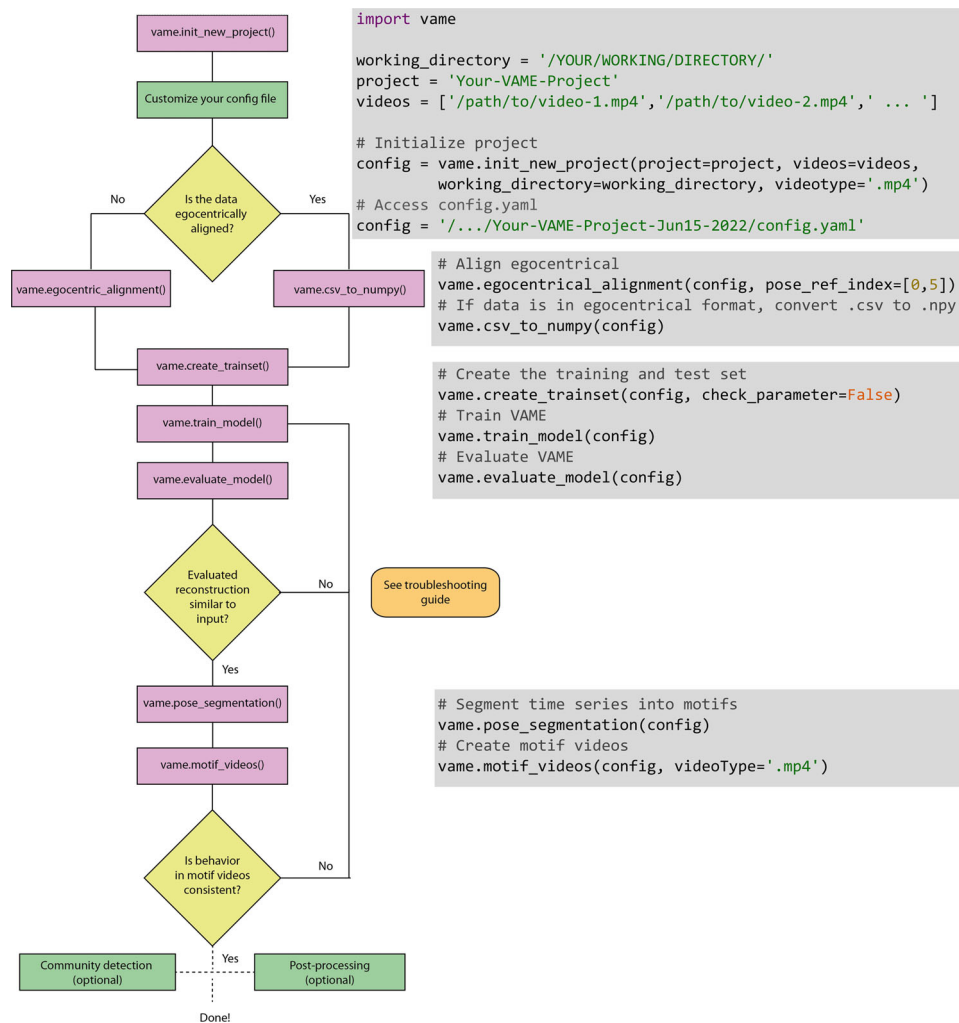 vame.init_new_project()
Customize your config file
Is the data
egocentrically
aligned?
No
Yes
vame.egocentric_alignment()
vame.csv_to_numpy()
vame.create_trainset()
vame.train_model()
vame.evaluate_model()
Evaluated
reconstruction
similar to
input?
No
See troubleshooting
guide
Yes
vame.pose_segmentation()
vame.motif_videos()
Is behavior
in motif videos
consistent?
No
Yes
Community detection
(optional)
Post-processing
(optional)
Done!
import vame
working_directory = '/YOUR/WORKING/DIRECTORY/'
project = 'Your-VAME-Project'
videos = ['/path/to/video-1.mp4','/path/to/video-2.mp4',' ... ']
# Initialize project
config = vame.init_new_project(project=project, videos=videos,
working_directory=working_directory, videotype='.mp4')
# Access config.yaml
config = '/.../Your-VAME-Project-Jun15-2022/config.yaml'
# Align egocentrical
vame.egocentrical_alignment(config, pose_ref_index=[0,5])
# If data is in egocentrical format, convert .csv to .npy
vame.csv_to_numpy(config)
# Create the training and test set
vame.create_trainset(config, check_parameter=False)
# Train VAME
vame.train_model(config)
# Evaluate VAME
vame.evaluate_model(config)
# Segment time series into motifs
vame.pose_segmentation(config)
# Create motif videos
vame.motif_videos(config, videoType='.mp4')